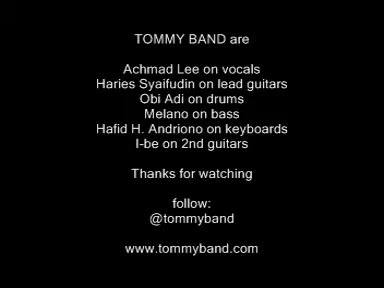 TOMMY BAND are
Achmad Lee on vocals
Haries Syaifudin on lead guitars
Obi Adi on drums
Melano on bass
Hafid H. Andriono on keyboards
I-be on 2nd guitars
Thanks for watching
follow:
@tommyband
www.tommyband.com